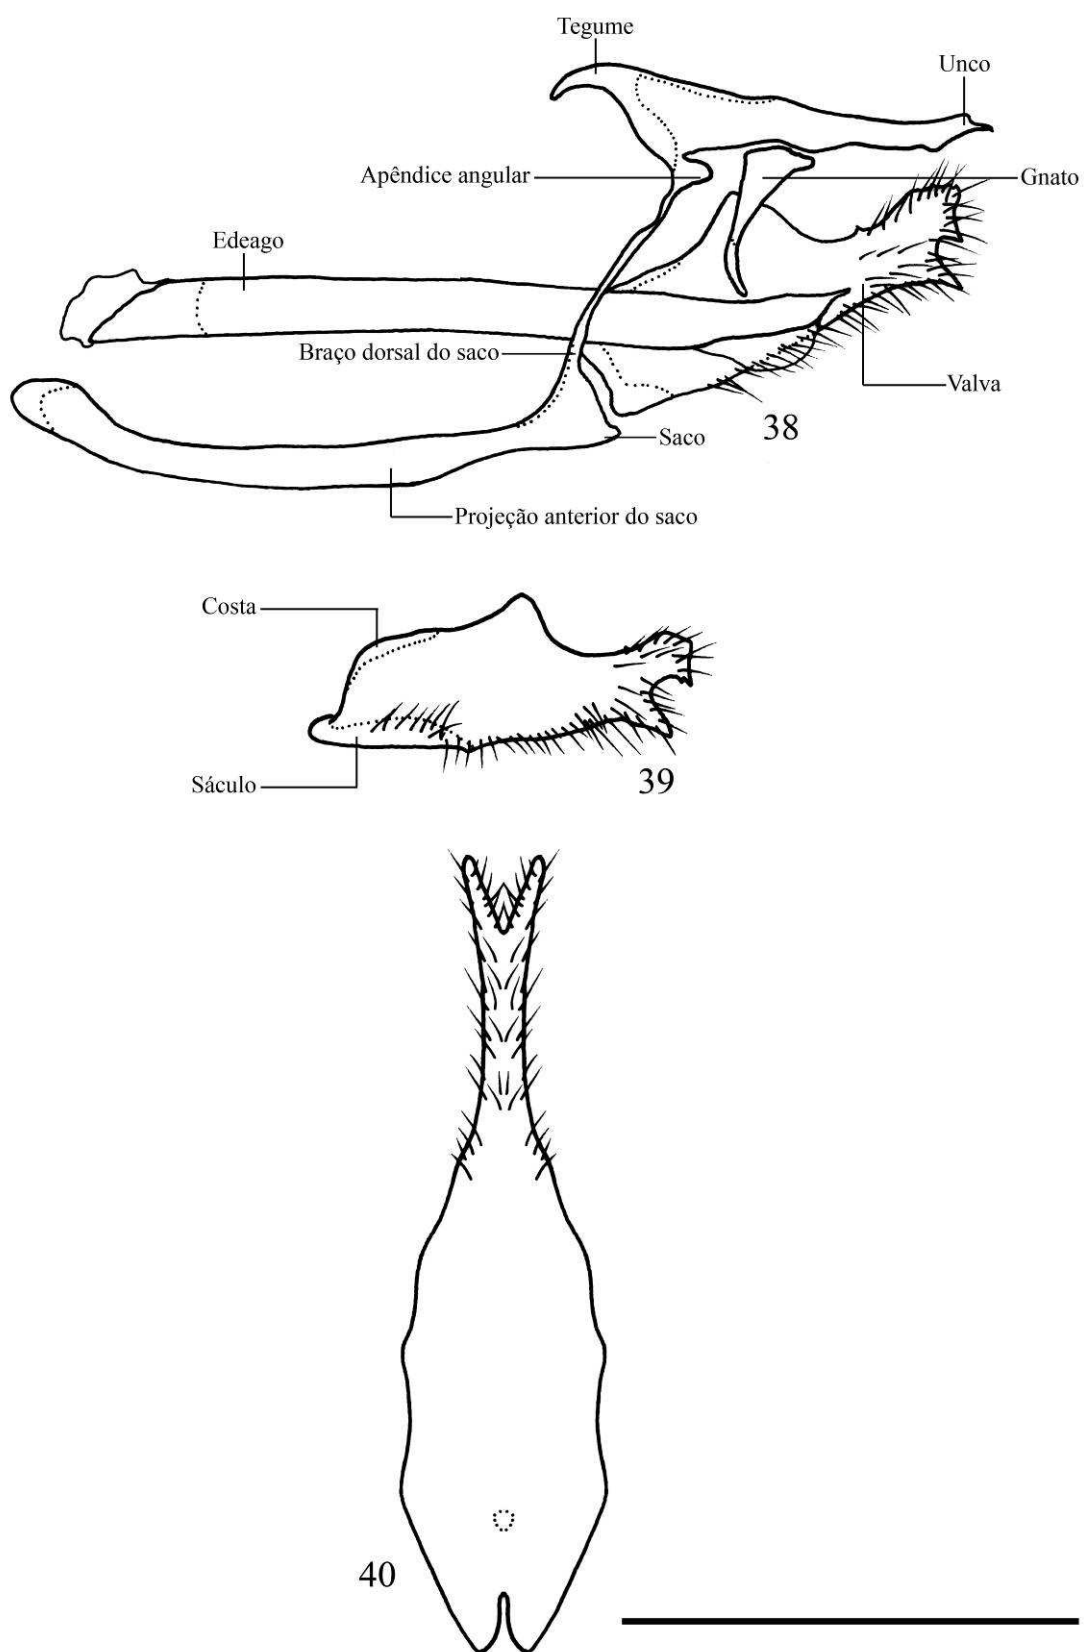 Tegume
Unco
Apêndice angular
Gnato
Edeago
Braço dorsal do saco
Valva
38
Saco
Projeção anterior do saco
Costa
Sáculo
39
40